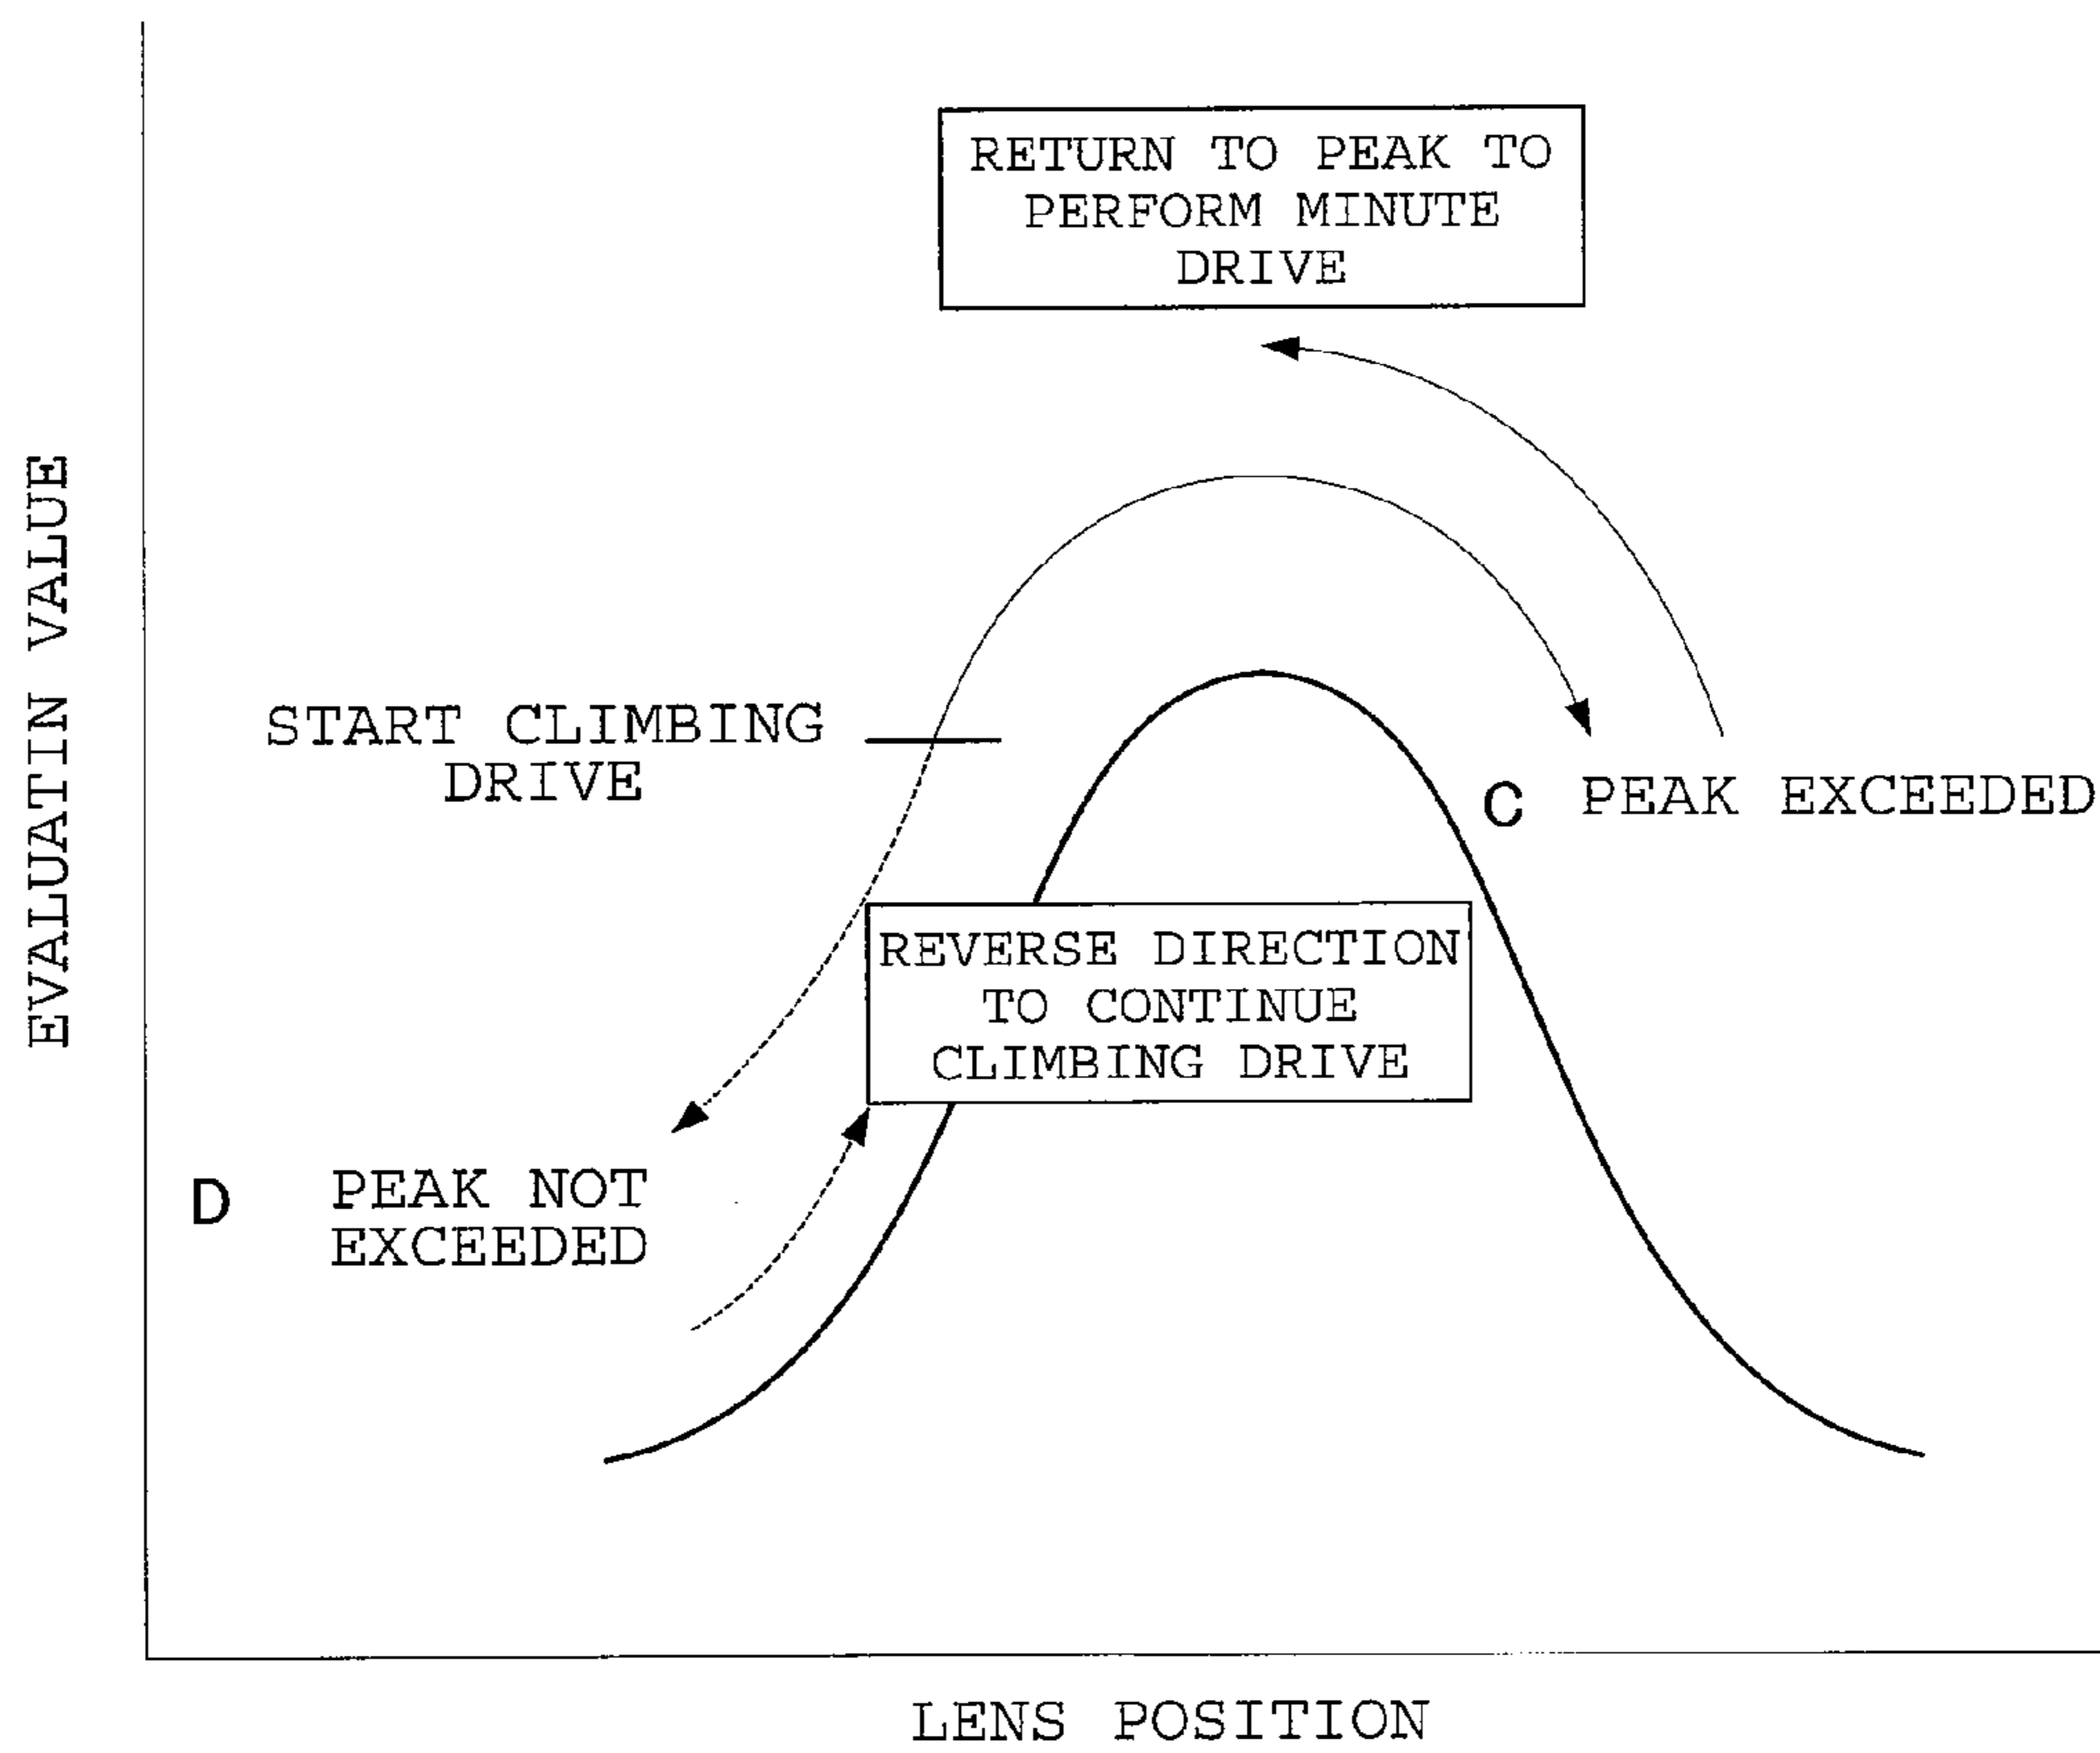 RETURN TO PEAK TO
PERFORM MINUTE
DRIVE
EVALUATIN VALUE
START CLIMBING
DRIVE
C PEAK EXCEEDED
REVERSE DIRECTION
TO CONTINUE
CLIMBING DRIVE
D PEAK NOT
EXCEEDED
LENS POSITION